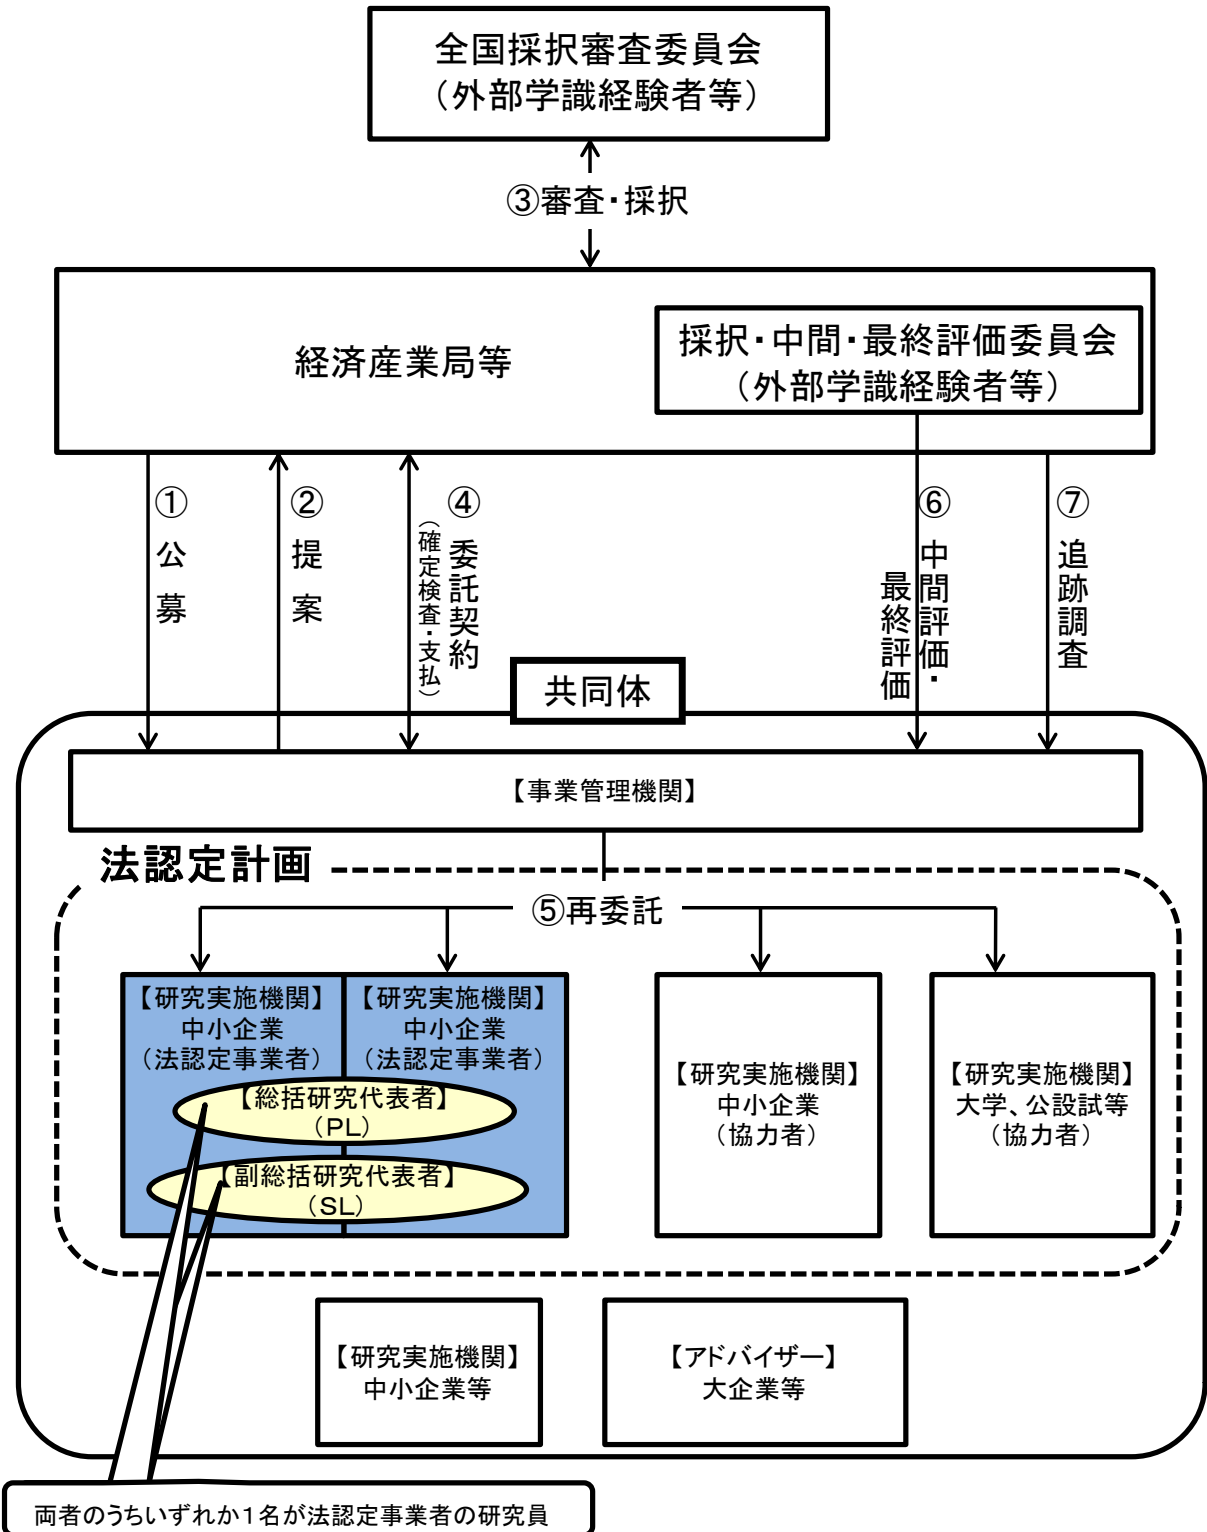 全国採択審査委員会
（外部学識経験者等）
③審査・採択
経済産業局等
採択・中間・最終評価委員会
（外部学識経験者等）
①公募
②提案
④委託契約
（確定検査・支払）
⑥中間評価・
最終評価
⑦追跡調査
共同体
【事業管理機関】
法認定計画
⑤再委託
【研究実施機関】
中小企業
（法認定事業者）
【研究実施機関】
中小企業
（法認定事業者）
【総括研究代表者】
（PL）
【副総括研究代表者】
（SL）
【研究実施機関】
中小企業
（協力者）
【研究実施機関】
大学、公設試等
（協力者）
【研究実施機関】
中小企業等
【アドバイザー】
大企業等
両者のうちいずれか１名が法認定事業者の研究員